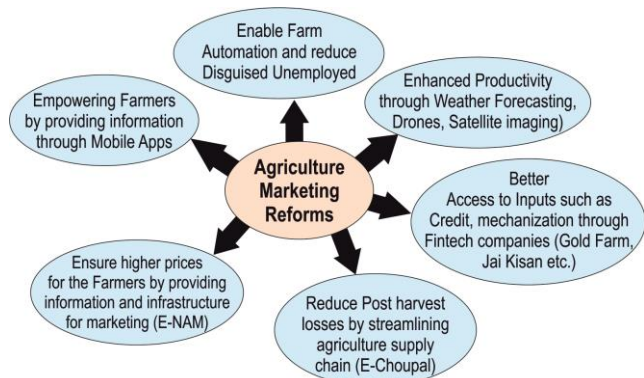 Enable Farm
Automation and reduce
Disguised Unemployed
Enhanced Productivity
through Weather Forecasting,
Drones, Satellite imaging)
Empowering Farmers
by providing information
through Mobile Apps
Agriculture
Marketing
Reforms
Better
Access to Inputs such as
Credit, mechanization through
Fintech companies (Gold Farm,
Jai Kisan etc.)
Ensure higher prices
for the Farmers by providing
information and infrastructure
for marketing (E-NAM)
Reduce Post harvest
losses by streamlining
agriculture supply
chain (E-Choupal)